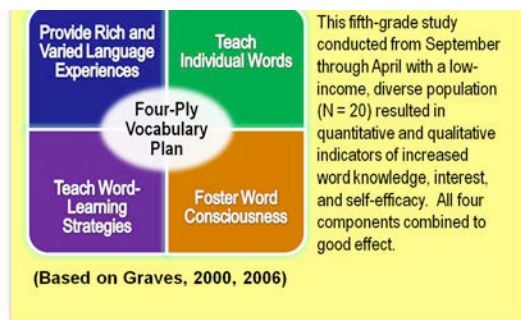 Provide Rich and
Varied Language
Experiences
Teach
Individual Words
Four-Ply
Vocabulary
Plan
Teach Word-
Learning
Strategies
Foster Word
Consciousness
(Based on Graves, 2000, 2006)
This fifth-grade study
conducted from September
through April with a low-
income, diverse population
(N = 20) resulted in
quantitative and qualitative
indicators of increased
word knowledge, interest,
and self-efficacy. All four
components combined to
good effect.